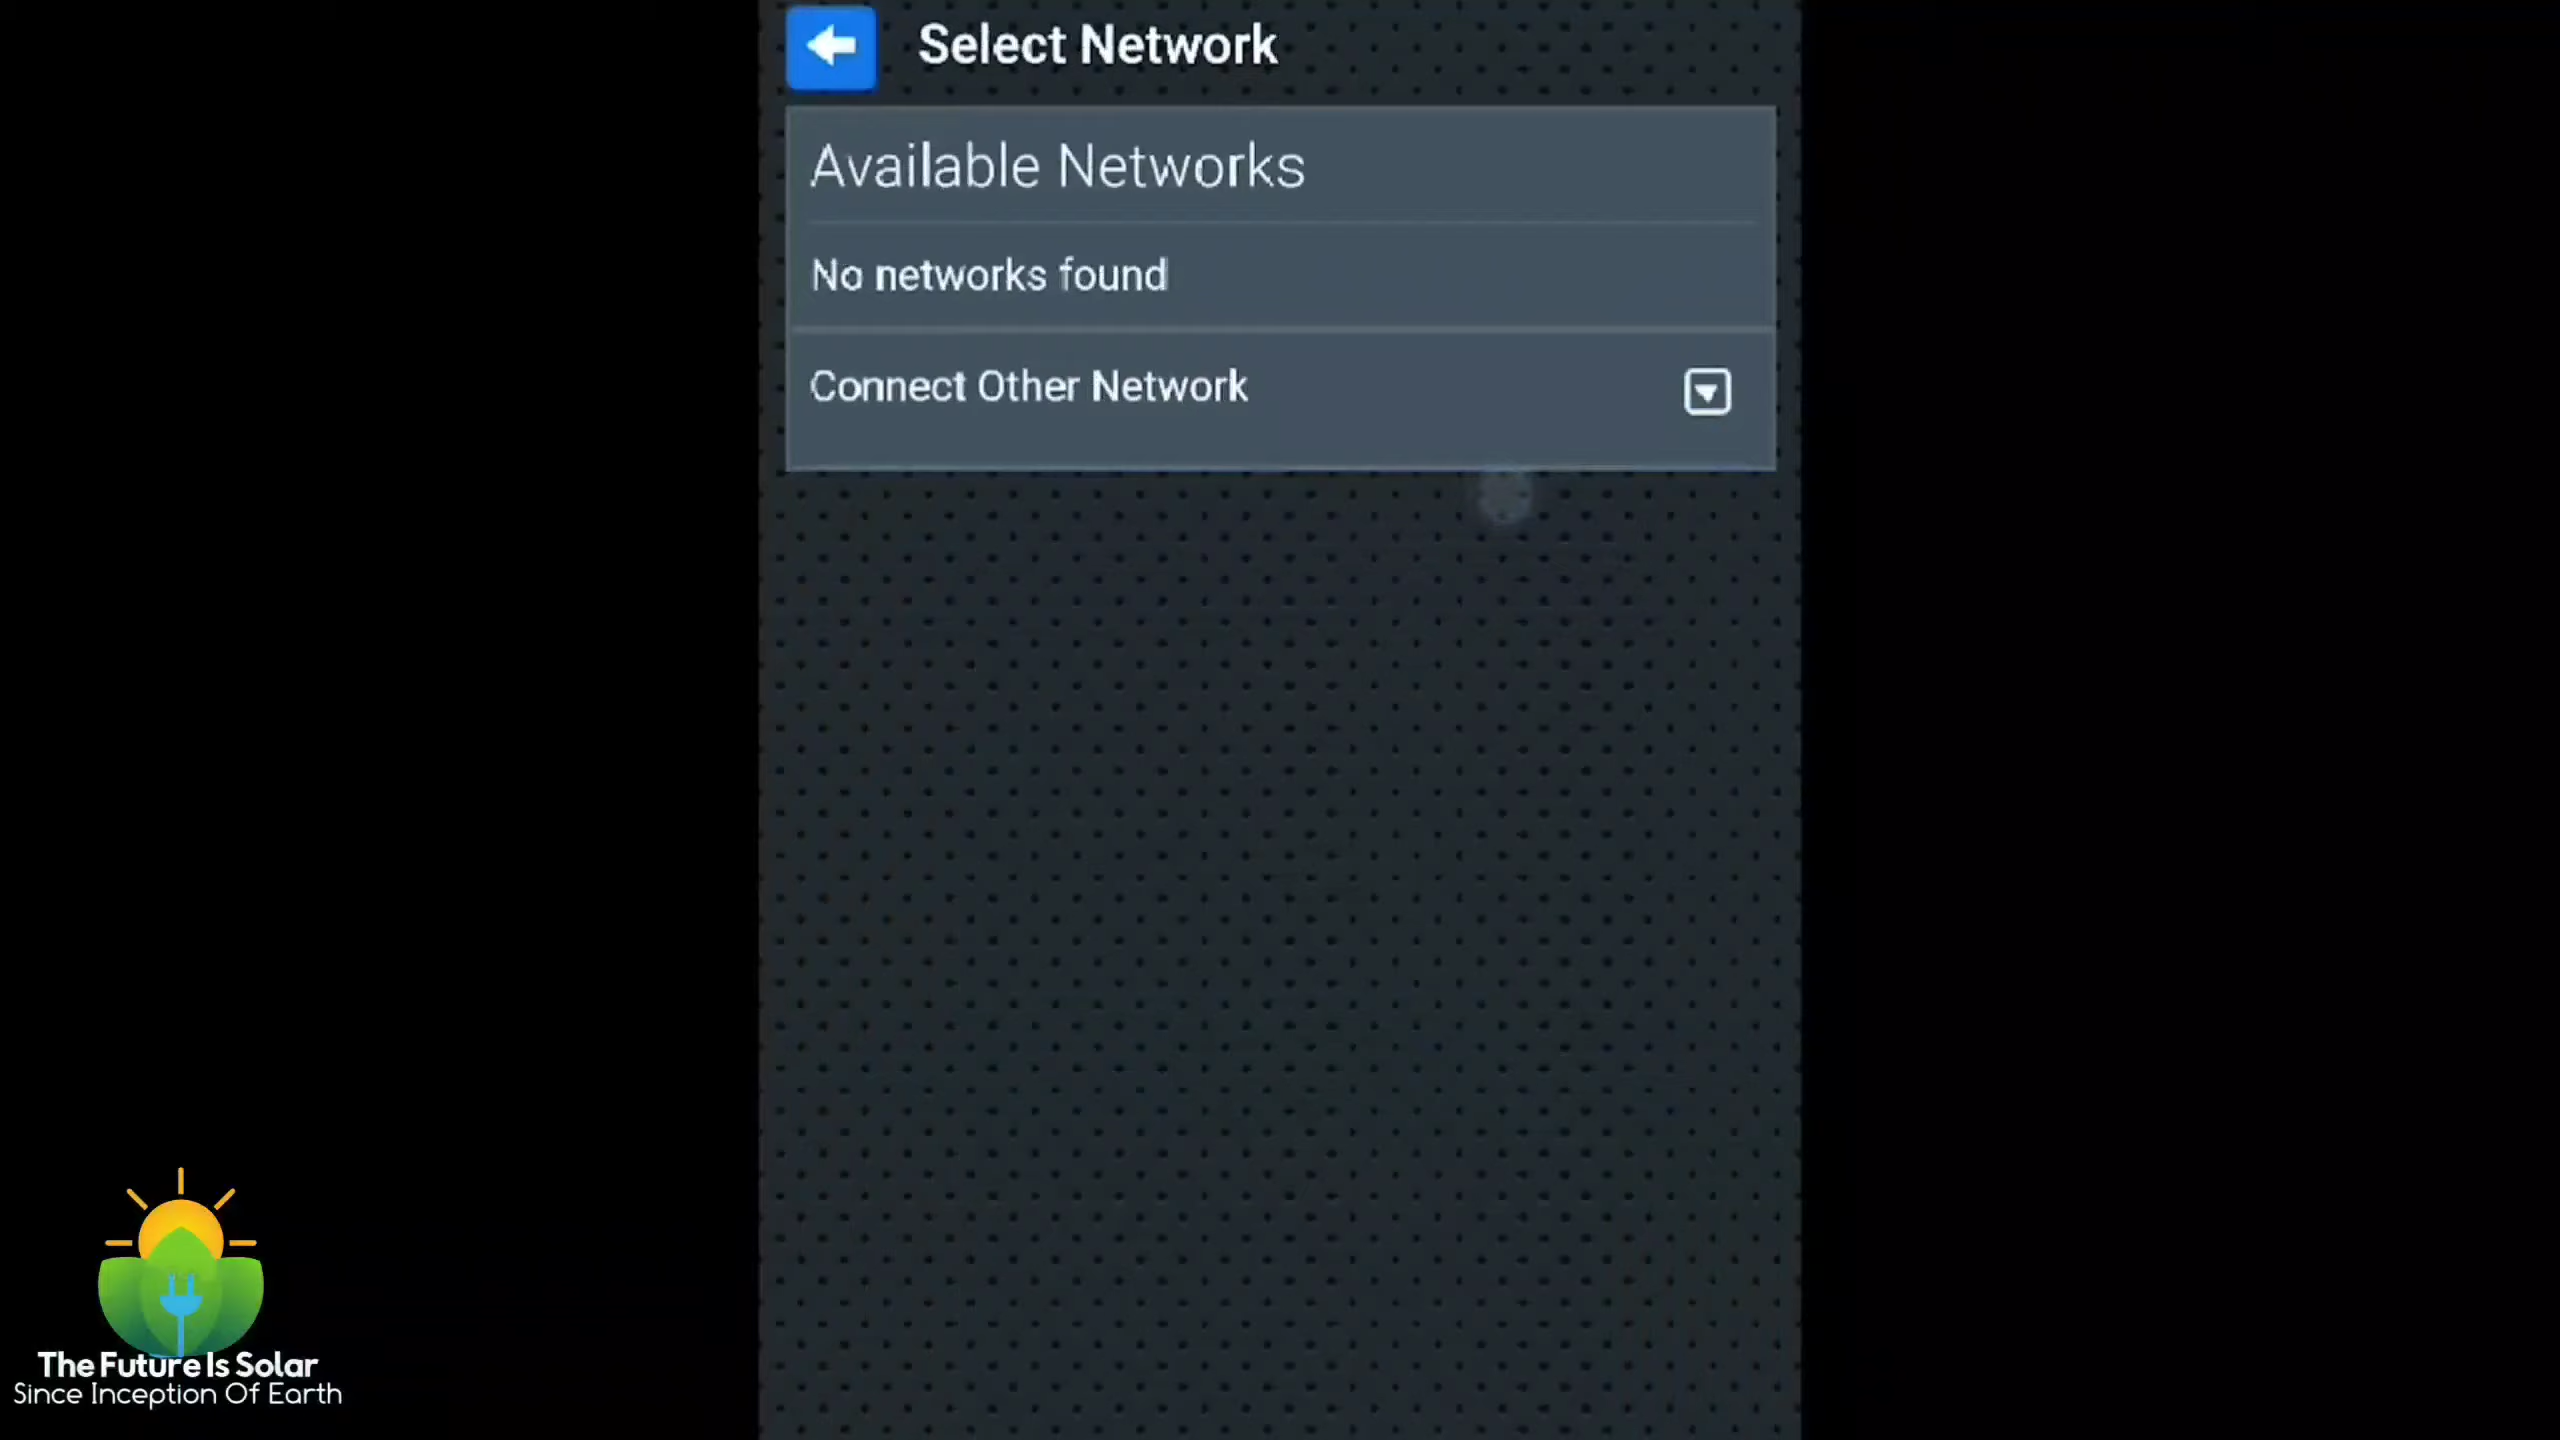 Select Network
Available Networks
No networks found
Connect Other Network
The Future Is Solar
Since Inception Of Earth